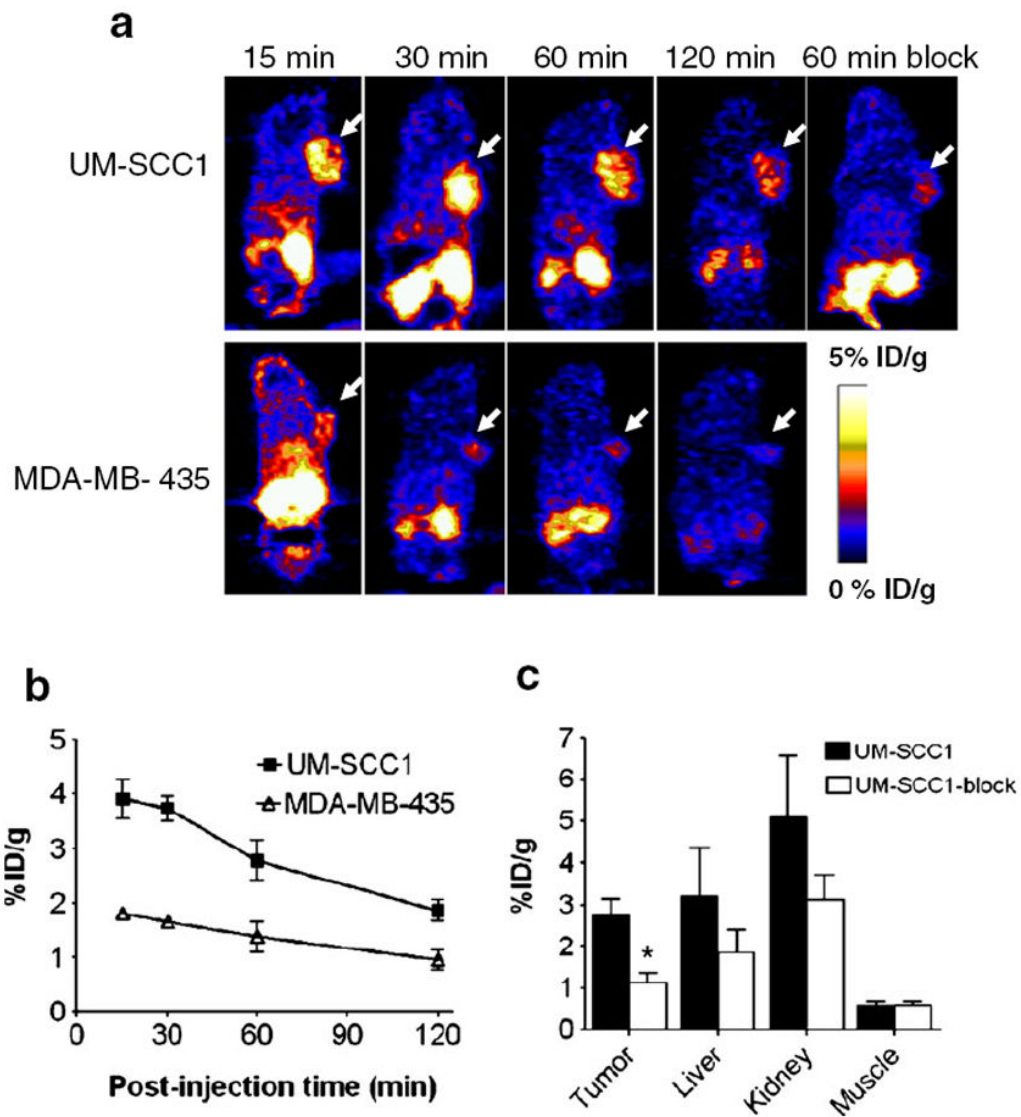 a
15 min 30 min 60 min 120 min 60 min block
UM-SCC1
MDA-MB- 435
5% ID/g
0 % ID/g
b
5
4
3
2
1
0
%ID/g
UM-SCC1
MDA-MB-435
0 30 60 90 120
Post-injection time (min)
c
7
6
5
4
3
2
1
0
%ID/g
UM-SCC1
UM-SCC1-block
*
Tumor Liver Kidney Muscle